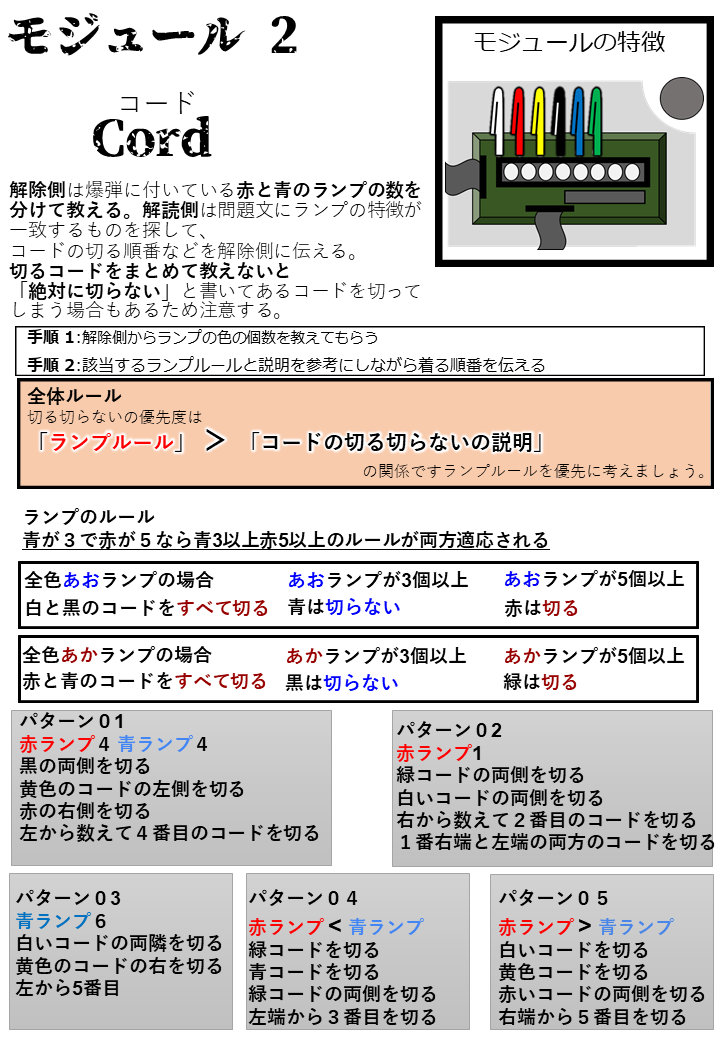 モジュール 2
モジュールの特徴
コード
Cord
解除側は爆弾に付いている赤と青のランプの数を
分けて教える。解読側は問題文にランプの特徴が
一致するものを探して、
コードの切る順番などを解除側に伝える。
切るコードをまとめて教えないと
「絶対に切らない」と書いてあるコードを切って
しまう場合もあるため注意する。
手順 1:解除側からランプの色の個数を教えてもらう
手順 2:該当するランプルールと説明を参考にしながら着る順番を伝える
全体ルール
切る切らないの優先度は
「ランプルール」 > 「コードの切る切らないの説明」
の関係ですランプルールを優先に考えましょう。
ランプのルール
青が３で赤が５なら青3以上赤5以上のルールが両方適応される
全色あおランプの場合
白と黒のコードをすべて切る
あおランプが3個以上
青は切らない
あおランプが5個以上
赤は切る
全色あかランプの場合
赤と青のコードをすべて切る
あかランプが3個以上
黒は切らない
あかランプが5個以上
緑は切る
パターン０1
赤ランプ４ 青ランプ４
黒の両側を切る
黄色のコードの左側を切る
赤の右側を切る
左から数えて４番目のコードを切る
パターン０2
赤ランプ1
緑コードの両側を切る
白いコードの両側を切る
右から数えて２番目のコードを切る
１番右端と左端の両方のコードを切る
パターン０3
青ランプ６
白いコードの両隣を切る
黄色のコードの右を切る
左から5番目
パターン０４
赤ランプ < 青ランプ
緑コードを切る
青コードを切る
緑コードの両側を切る
左端から３番目を切る
パターン０５
赤ランプ > 青ランプ
白いコードを切る
黄色コードを切る
赤いコードの両側を切る
右端から５番目を切る